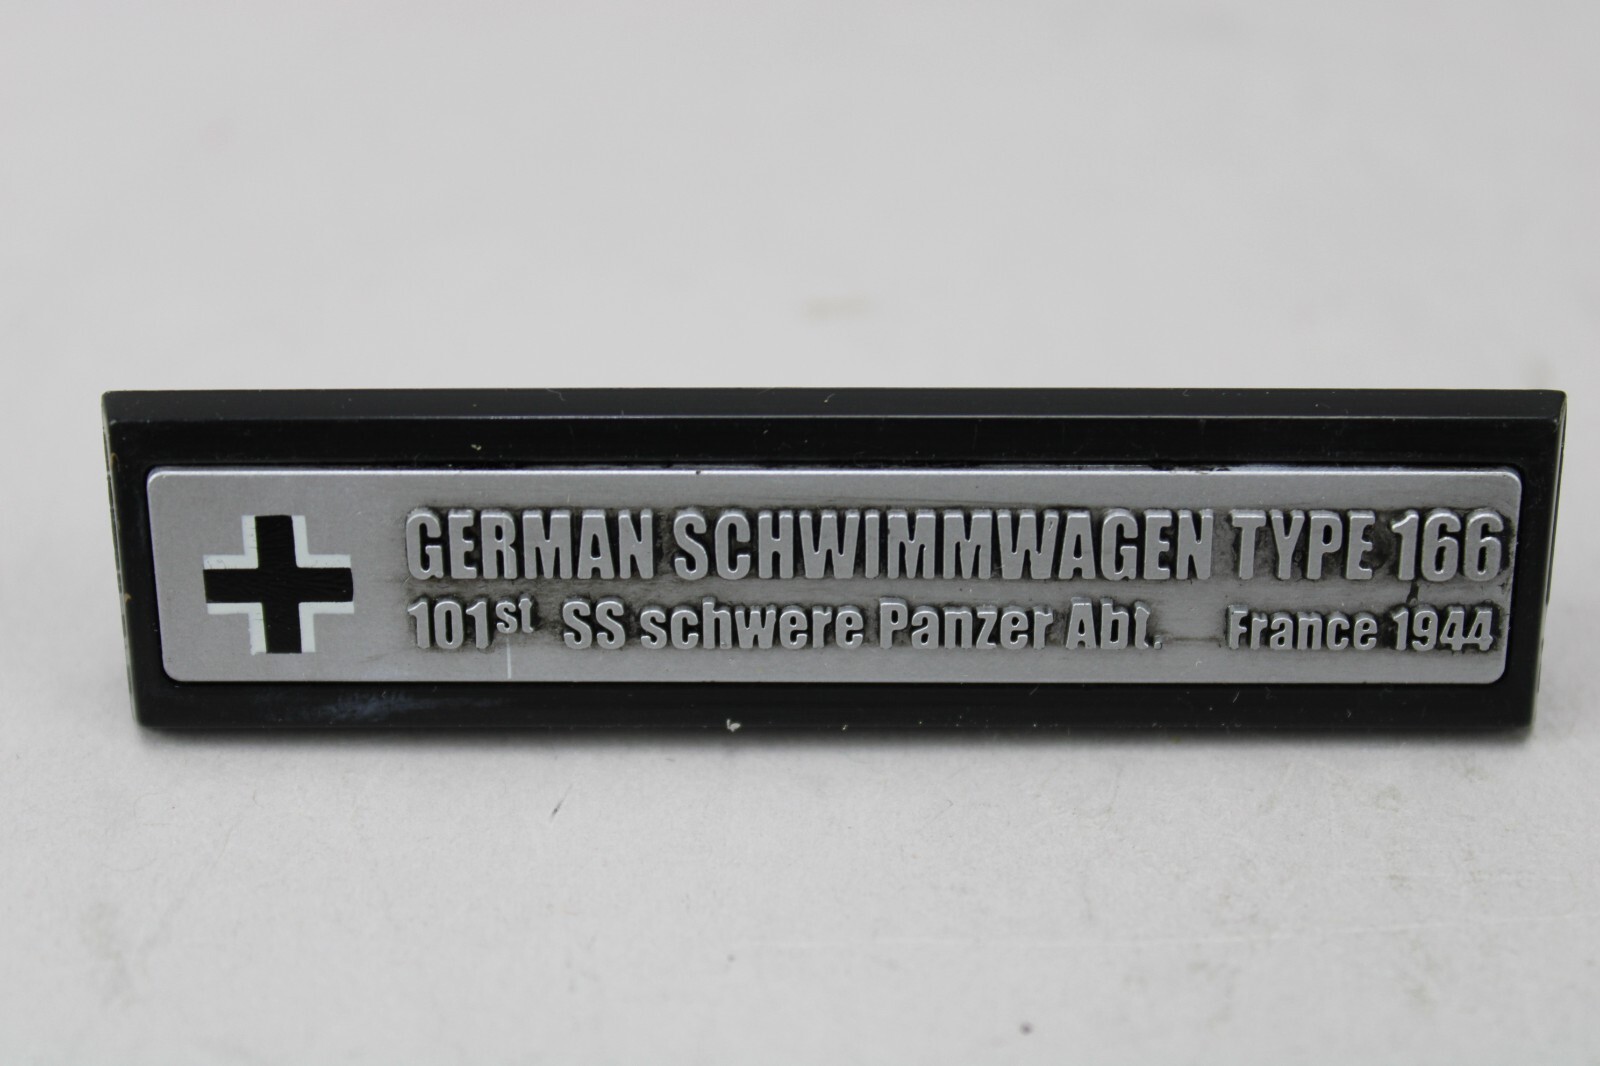 GERMAN SCHWIMMWAGEN TYPE 166
101st SS schwere Panzer Abt. France 1944